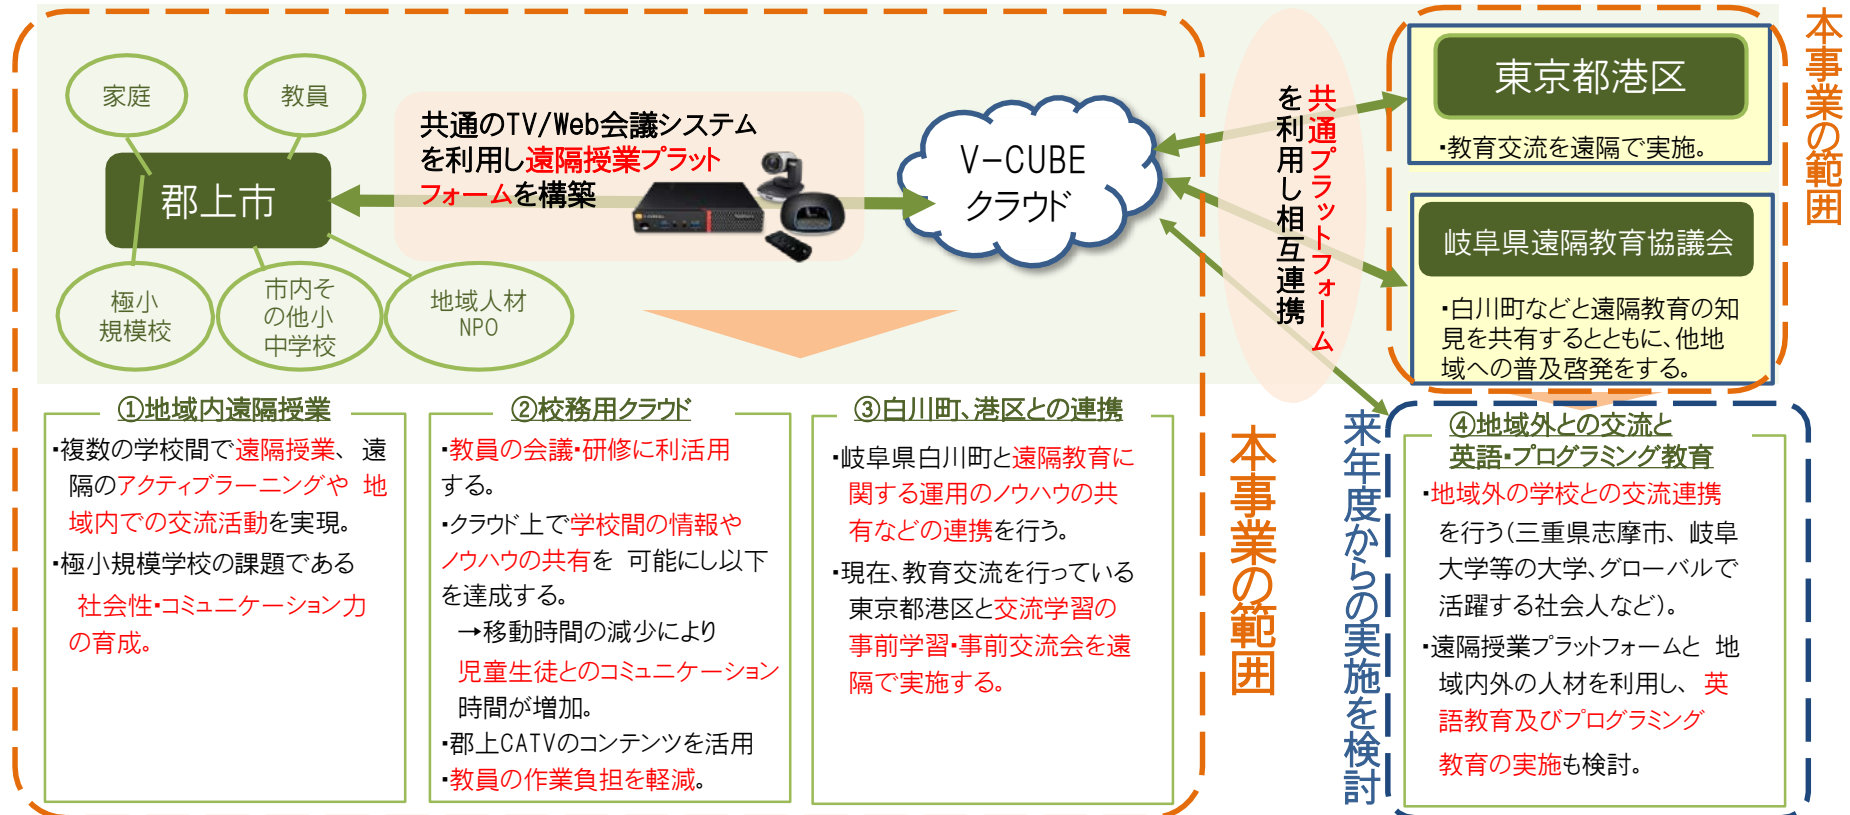 家庭
教員
郡上市
極小
規模校
市内そ
の他小
中学校
地域人材
NPO
共通のTV/Web会議システム
を利用し遠隔授業プラット
フォームを構築
V-CUBE
クラウド
共通プラットフォーム
を利用し相互連携
東京都港区
・教育交流を遠隔で実施。
岐阜県遠隔教育協議会
・白川町などと遠隔教育の知
見を共有するとともに、他地
域への普及啓発をする。
本事業の範囲
①地域内遠隔授業
・複数の学校間で遠隔授業、 遠
隔のアクティブラーニングや 地
域内での交流活動を実現。
・極小規模学校の課題である
社会性・コミュニケーション力
の育成。
②校務用クラウド
・教員の会議・研修に利活用
する。
・クラウド上で学校間の情報や
ノウハウの共有を 可能にし以下
を達成する。
→移動時間の減少により
児童生徒とのコミュニケーション
時間が増加。
・郡上CATVのコンテンツを活用
・教員の作業負担を軽減。
③白川町、港区との連携
・岐阜県白川町と遠隔教育に
関する運用のノウハウの共
有などの連携を行う。
・現在、教育交流を行っている
東京都港区と交流学習の
事前学習・事前交流会を遠
隔で実施する。
本事業の範囲
来年度からの実施を検討
④地域外との交流と
英語・プログラミング教育
・地域外の学校との交流連携
を行う(三重県志摩市、 岐阜
大学等の大学、グローバルで
活躍する社会人など)。
・遠隔授業プラットフォームと 地
域内外の人材を利用し、 英
語教育及びプログラミング
教育の実施も検討。